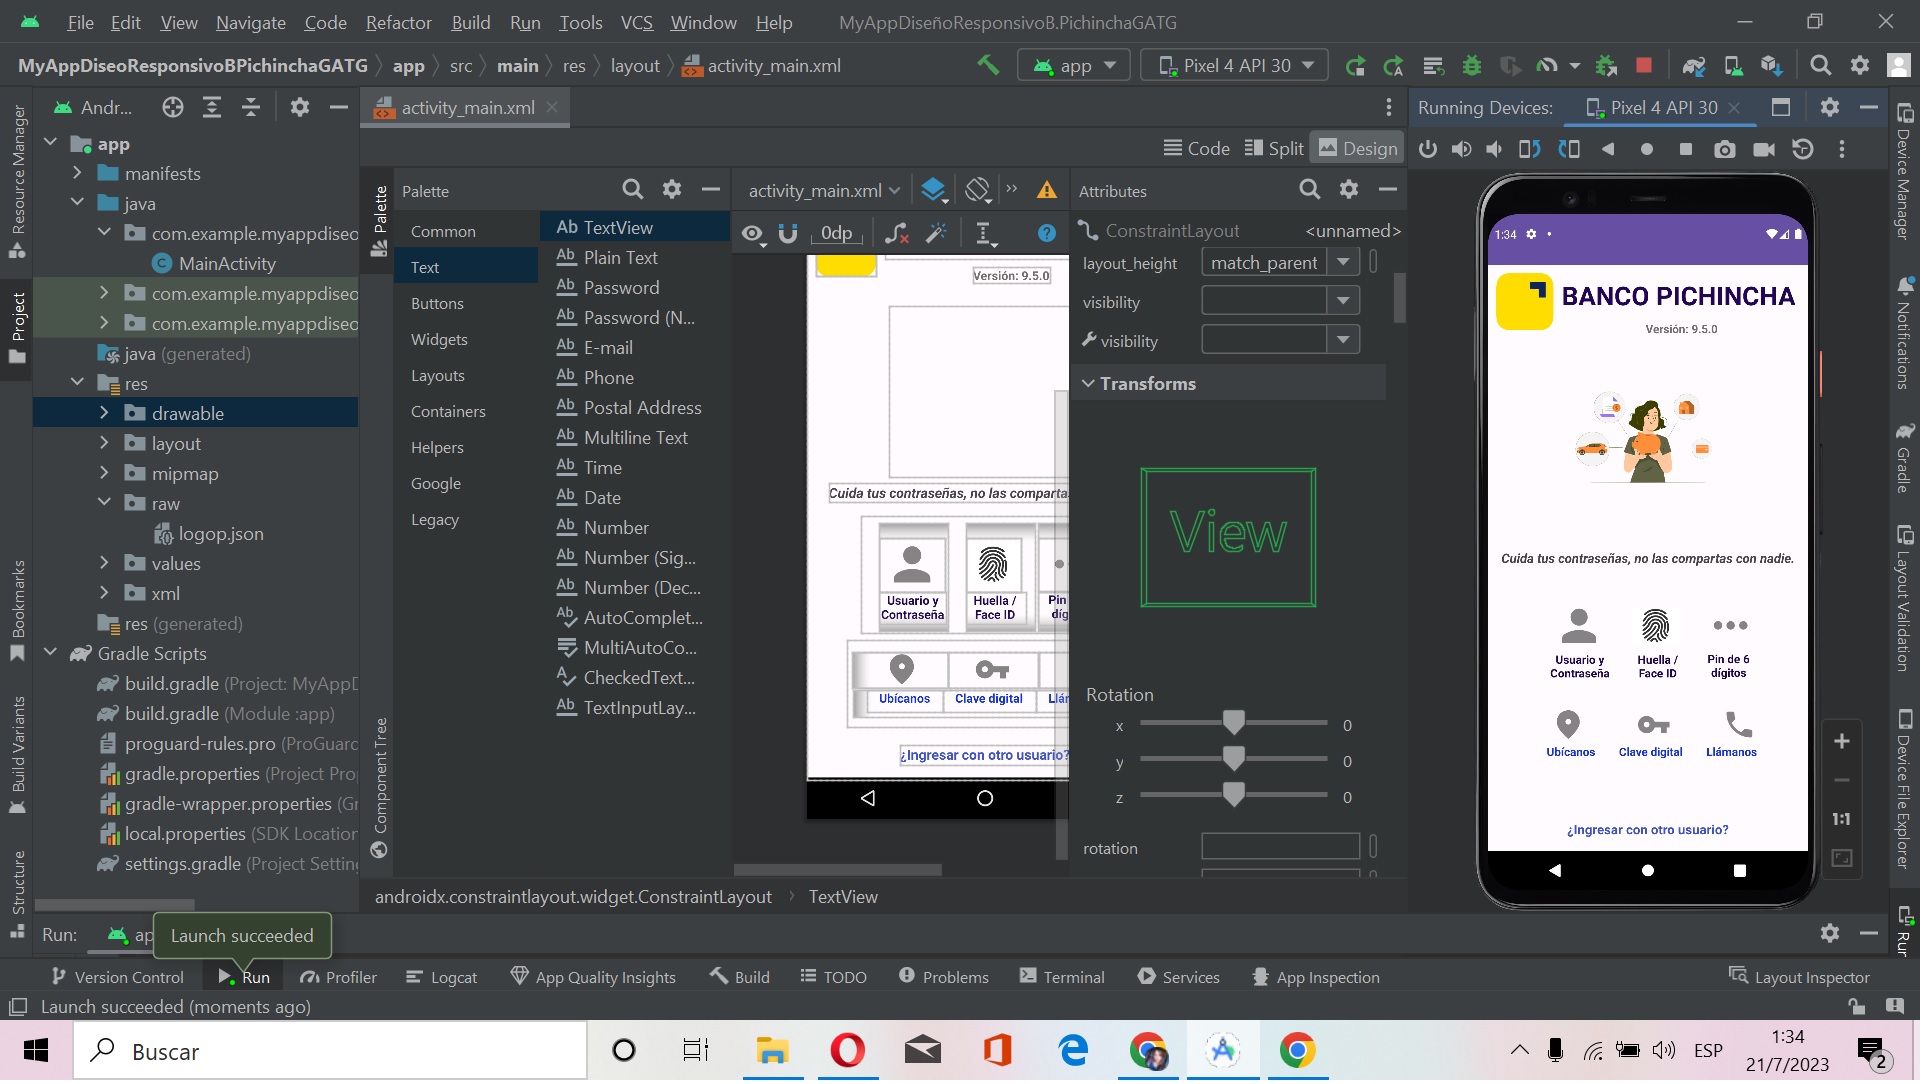 File Edit View Navigate Code Refactor Build Run Tools VCS Window Help MyAppDiseñoResponsivoB.PichinchaGATG
MyAppDiseoResponsivoBPichinchaGATG app src main res layout activity_main.xml app Pixel 4 API 30
Andr... activity_main.xml Running Devices: Pixel 4 API 30
Code Split Design
Resource Manager
Project
Bookmarks
Build Variants
Structure
app
manifests
java
com.example.myappdiseo
MainActivity
com.example.myappdiseo
com.example.myappdiseo
java (generated)
res
drawable
layout
mipmap
raw
logop.json
values
xml
res (generated)
Gradle Scripts
build.gradle (Project: MyAppD
build.gradle (Module :app)
proguard-rules.pro (ProGuard
gradle.properties (Project Pro
gradle-wrapper.properties (Gr
local.properties (SDK Location
settings.gradle (Project Setting
Palette
Component Tree
Palette
Common
Text
Buttons
Widgets
Layouts
Containers
Helpers
Google
Legacy
Ab TextView
Ab Plain Text
Ab Password
Ab Password (N...
Ab E-mail
Ab Phone
Ab Postal Address
Ab Multiline Text
Ab Time
Ab Date
Ab Number
Ab Number (Sig...
Ab Number (Dec...
Ab AutoComplet...
MultiAutoCo...
CheckedText...
TextInputLay...
activity_main.xml
0dp
Versión: 9.5.0
Cuida tus contraseñas, no las comparta
Usuario y
Contraseña
Huella /
Face ID
Pin
díg
Ubícanos
Clave digital
Llá
¿Ingresar con otro usuario?
Attributes
ConstraintLayout <unnamed>
layout_height match_parent
visibility
visibility
Transforms
View
Rotation
x 0
y 0
z 0
rotation
1:34
BANCO PICHINCHA
Versión: 9.5.0
Cuida tus contraseñas, no las compartas con nadie.
Usuario y
Contraseña
Huella /
Face ID
Pin de 6
dígitos
Ubícanos
Clave digital
Llámanos
¿Ingresar con otro usuario?
1:1
Device Manager
Notifications
Gradle
Layout Validation
Device File Explorer
androidx.constraintlayout.widget.ConstraintLayout TextView
Run: ap
Launch succeeded
Version Control Run Profiler Logcat App Quality Insights Build TODO Problems Terminal Services App Inspection Layout Inspector
Launch succeeded (moments ago)
Buscar
ESP
1:34
21/7/2023
2